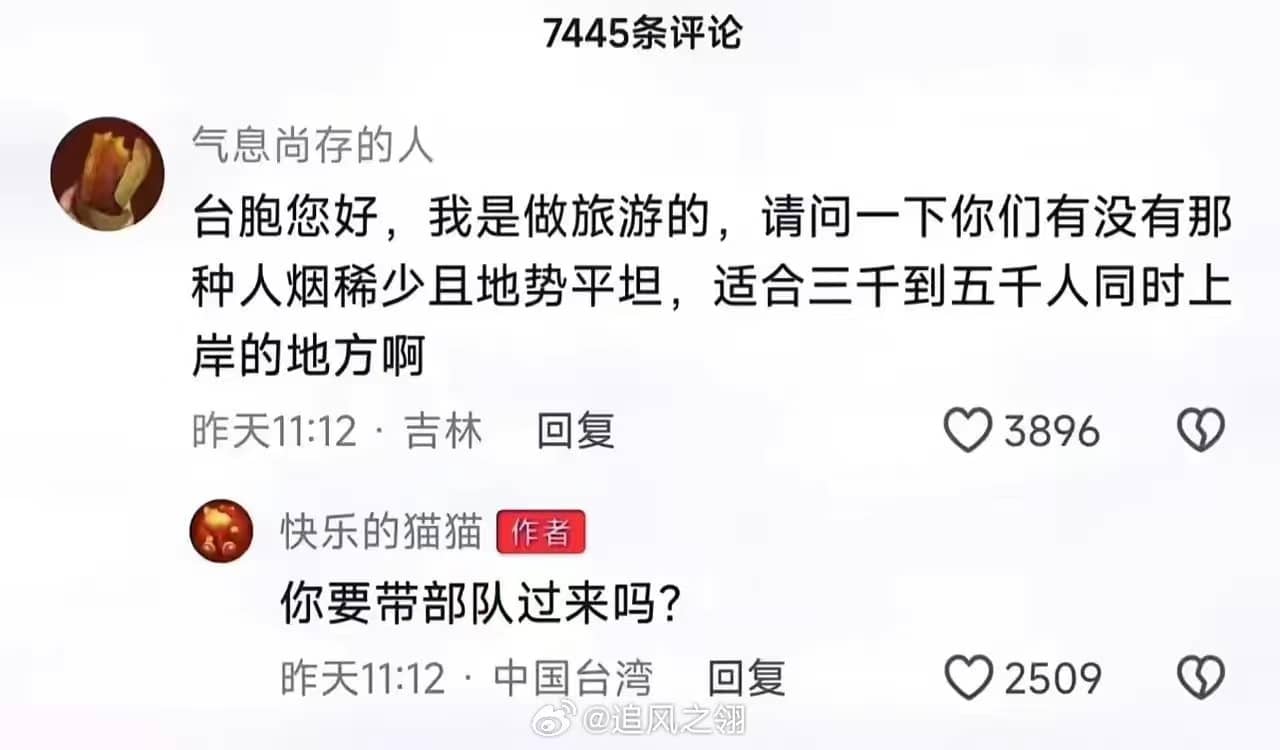 7445条评论
气息尚存的人
台胞您好，我是做旅游的，请问一下你们有没有那
种人烟稀少且地势平坦，适合三千到五千人同时上
岸的地方啊
昨天11:12 · 吉林 回复 3896
快乐的猫猫 作者
你要带部队过来吗？
昨天11:12 · 中国台湾 回复 2509
@追风之翎